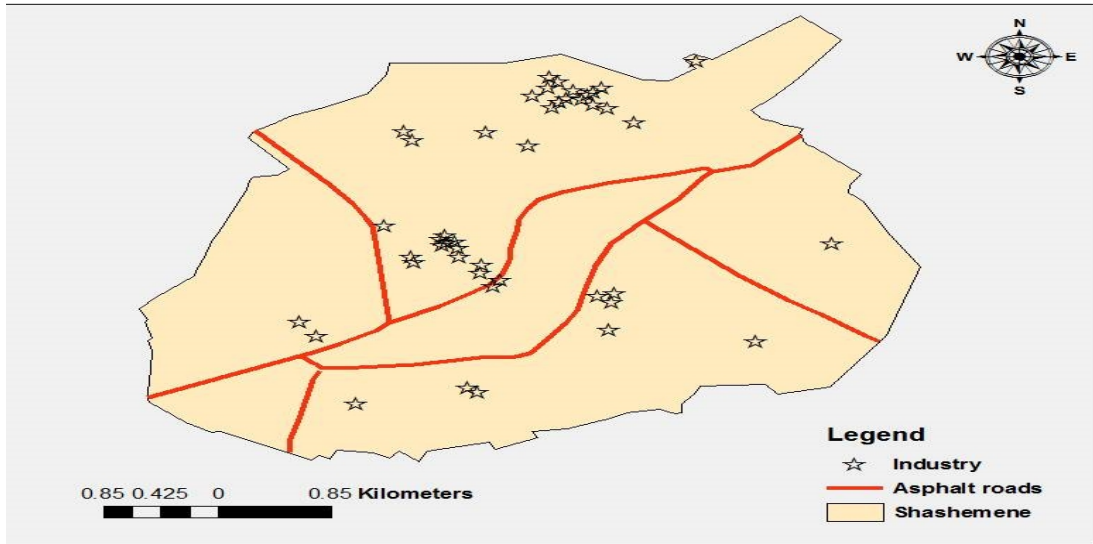 N
W E
S
Legend
Industry
Asphalt roads
Shashemene
0.85 0.425 0 0.85 Kilometers